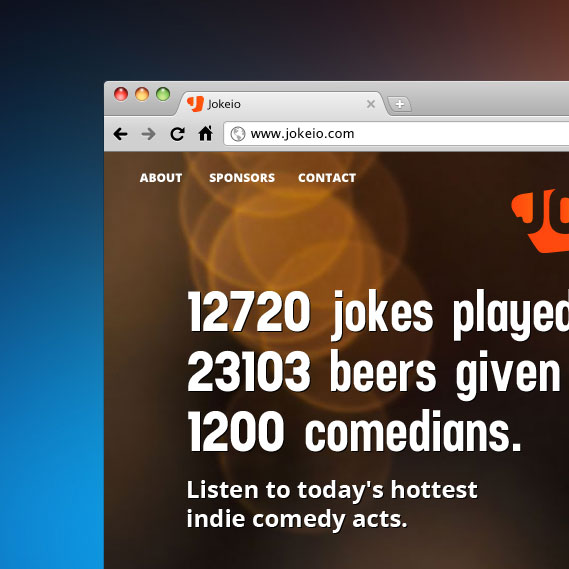 Jokeio
www.jokeio.com
ABOUT SPONSORS CONTACT
JO
12720 jokes played
23103 beers given
1200 comedians.
Listen to today's hottest
indie comedy acts.